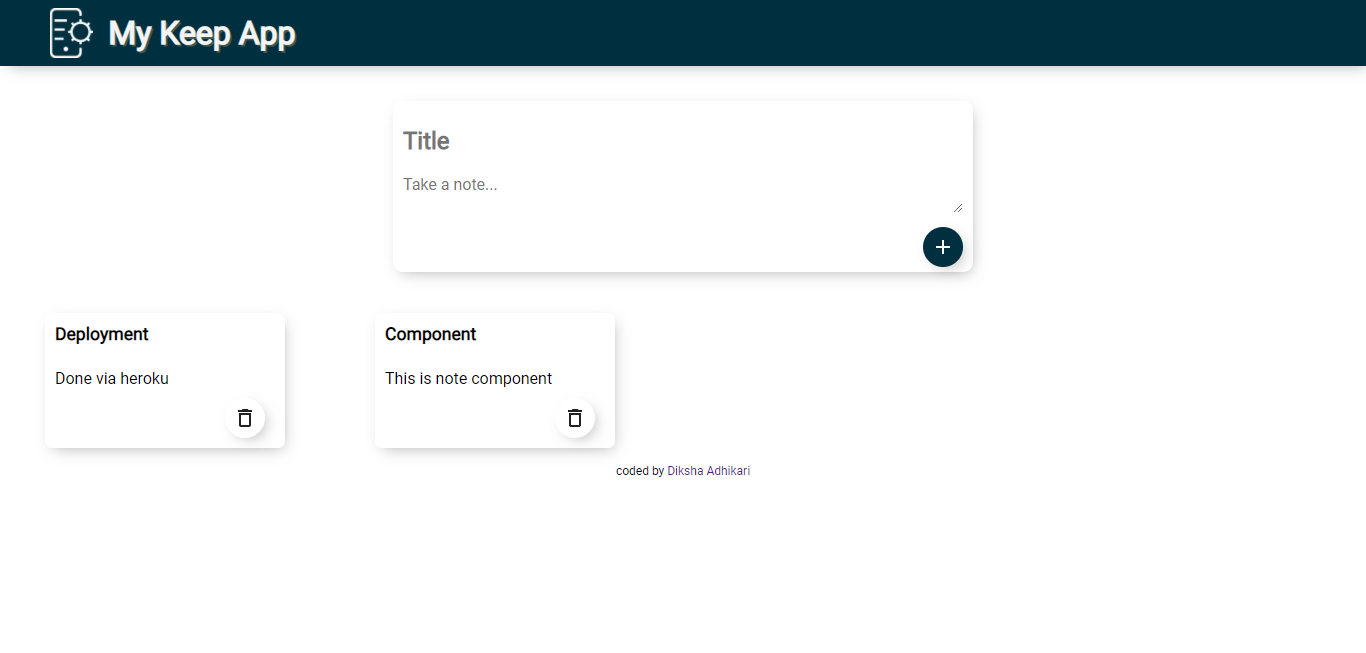 My Keep App
Title
Take a note...
Deployment
Done via heroku
Component
This is note component
coded by Diksha Adhikari